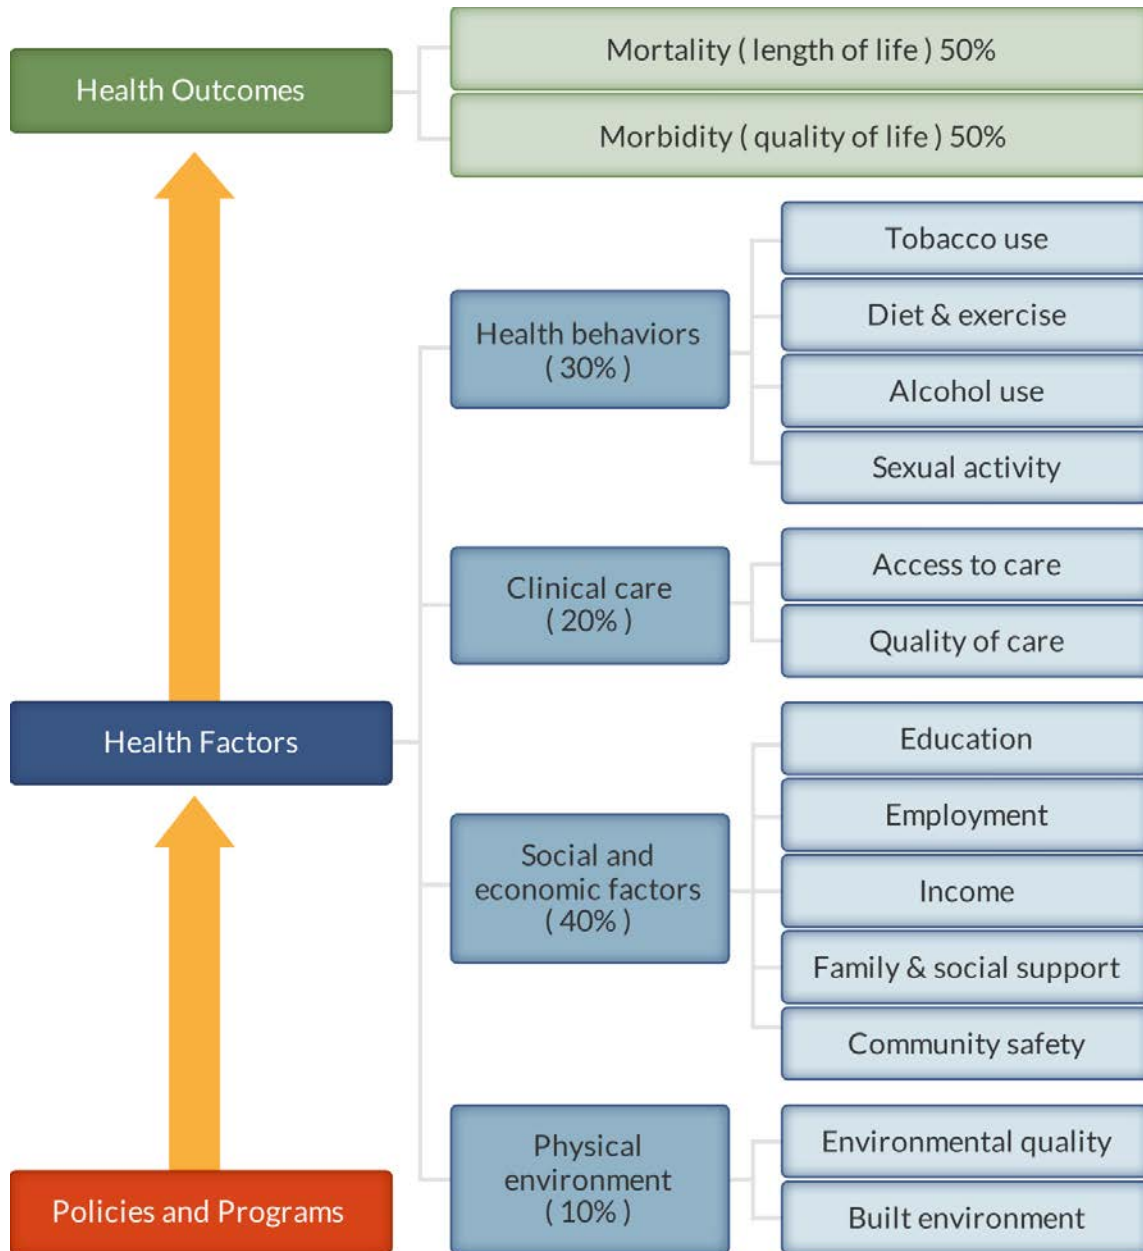 Health Outcomes
Mortality ( length of life ) 50%
Morbidity ( quality of life ) 50%
Health Factors
Health behaviors
( 30% )
Tobacco use
Diet & exercise
Alcohol use
Sexual activity
Clinical care
( 20% )
Access to care
Quality of care
Social and
economic factors
( 40% )
Education
Employment
Income
Family & social support
Community safety
Physical
environment
( 10% )
Environmental quality
Built environment
Policies and Programs